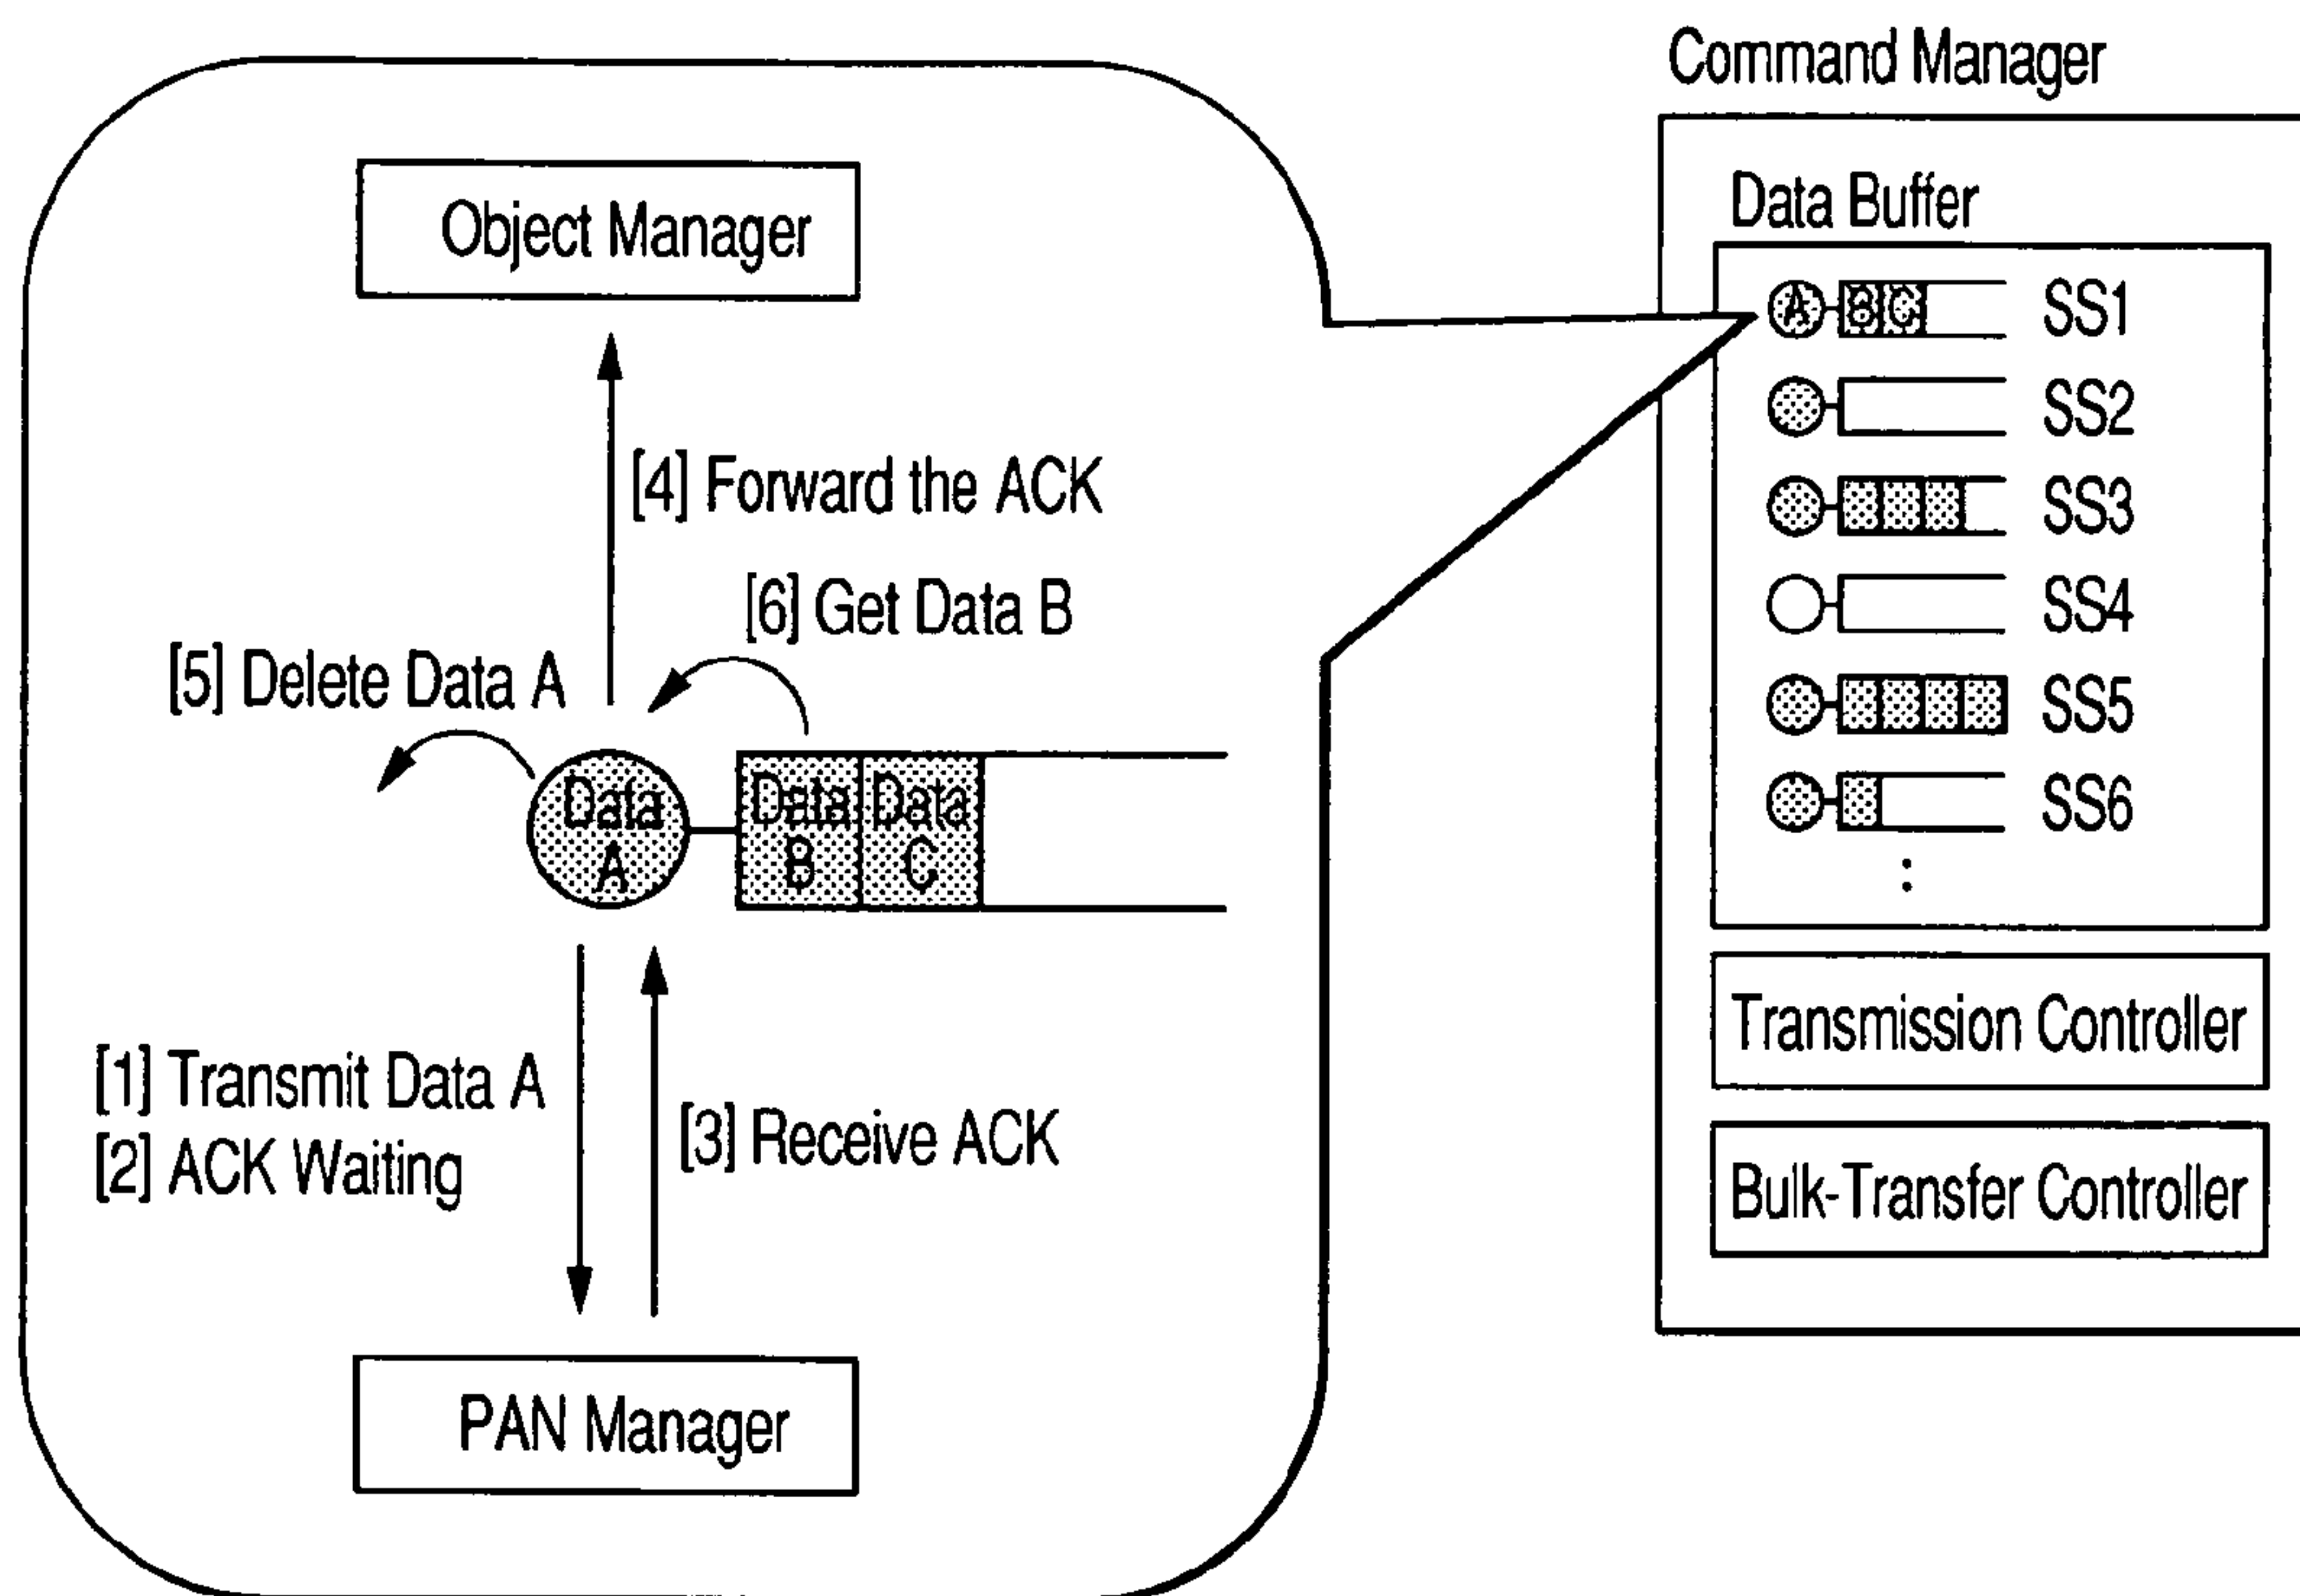 Command Manager
Data Buffer
A B C SS1
SS2
SS3
SS4
SS5
SS6
:
Transmission Controller
Bulk-Transfer Controller
Object Manager
[4] Forward the ACK
[6] Get Data B
[5] Delete Data A
Data
A
Data
B
Data
C
[1] Transmit Data A
[2] ACK Waiting
[3] Receive ACK
PAN Manager